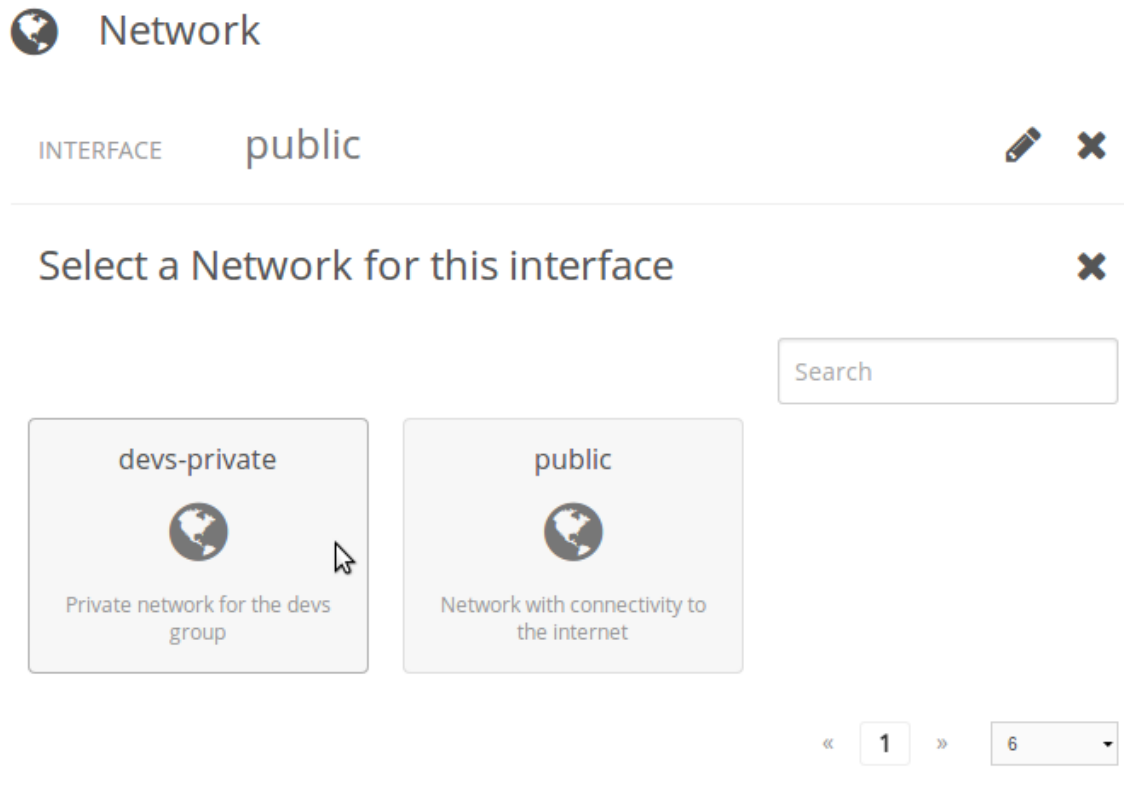 Network
INTERFACE public
Select a Network for this interface
Search
devs-private
Private network for the devs
group
public
Network with connectivity to
the internet
« 1 » 6